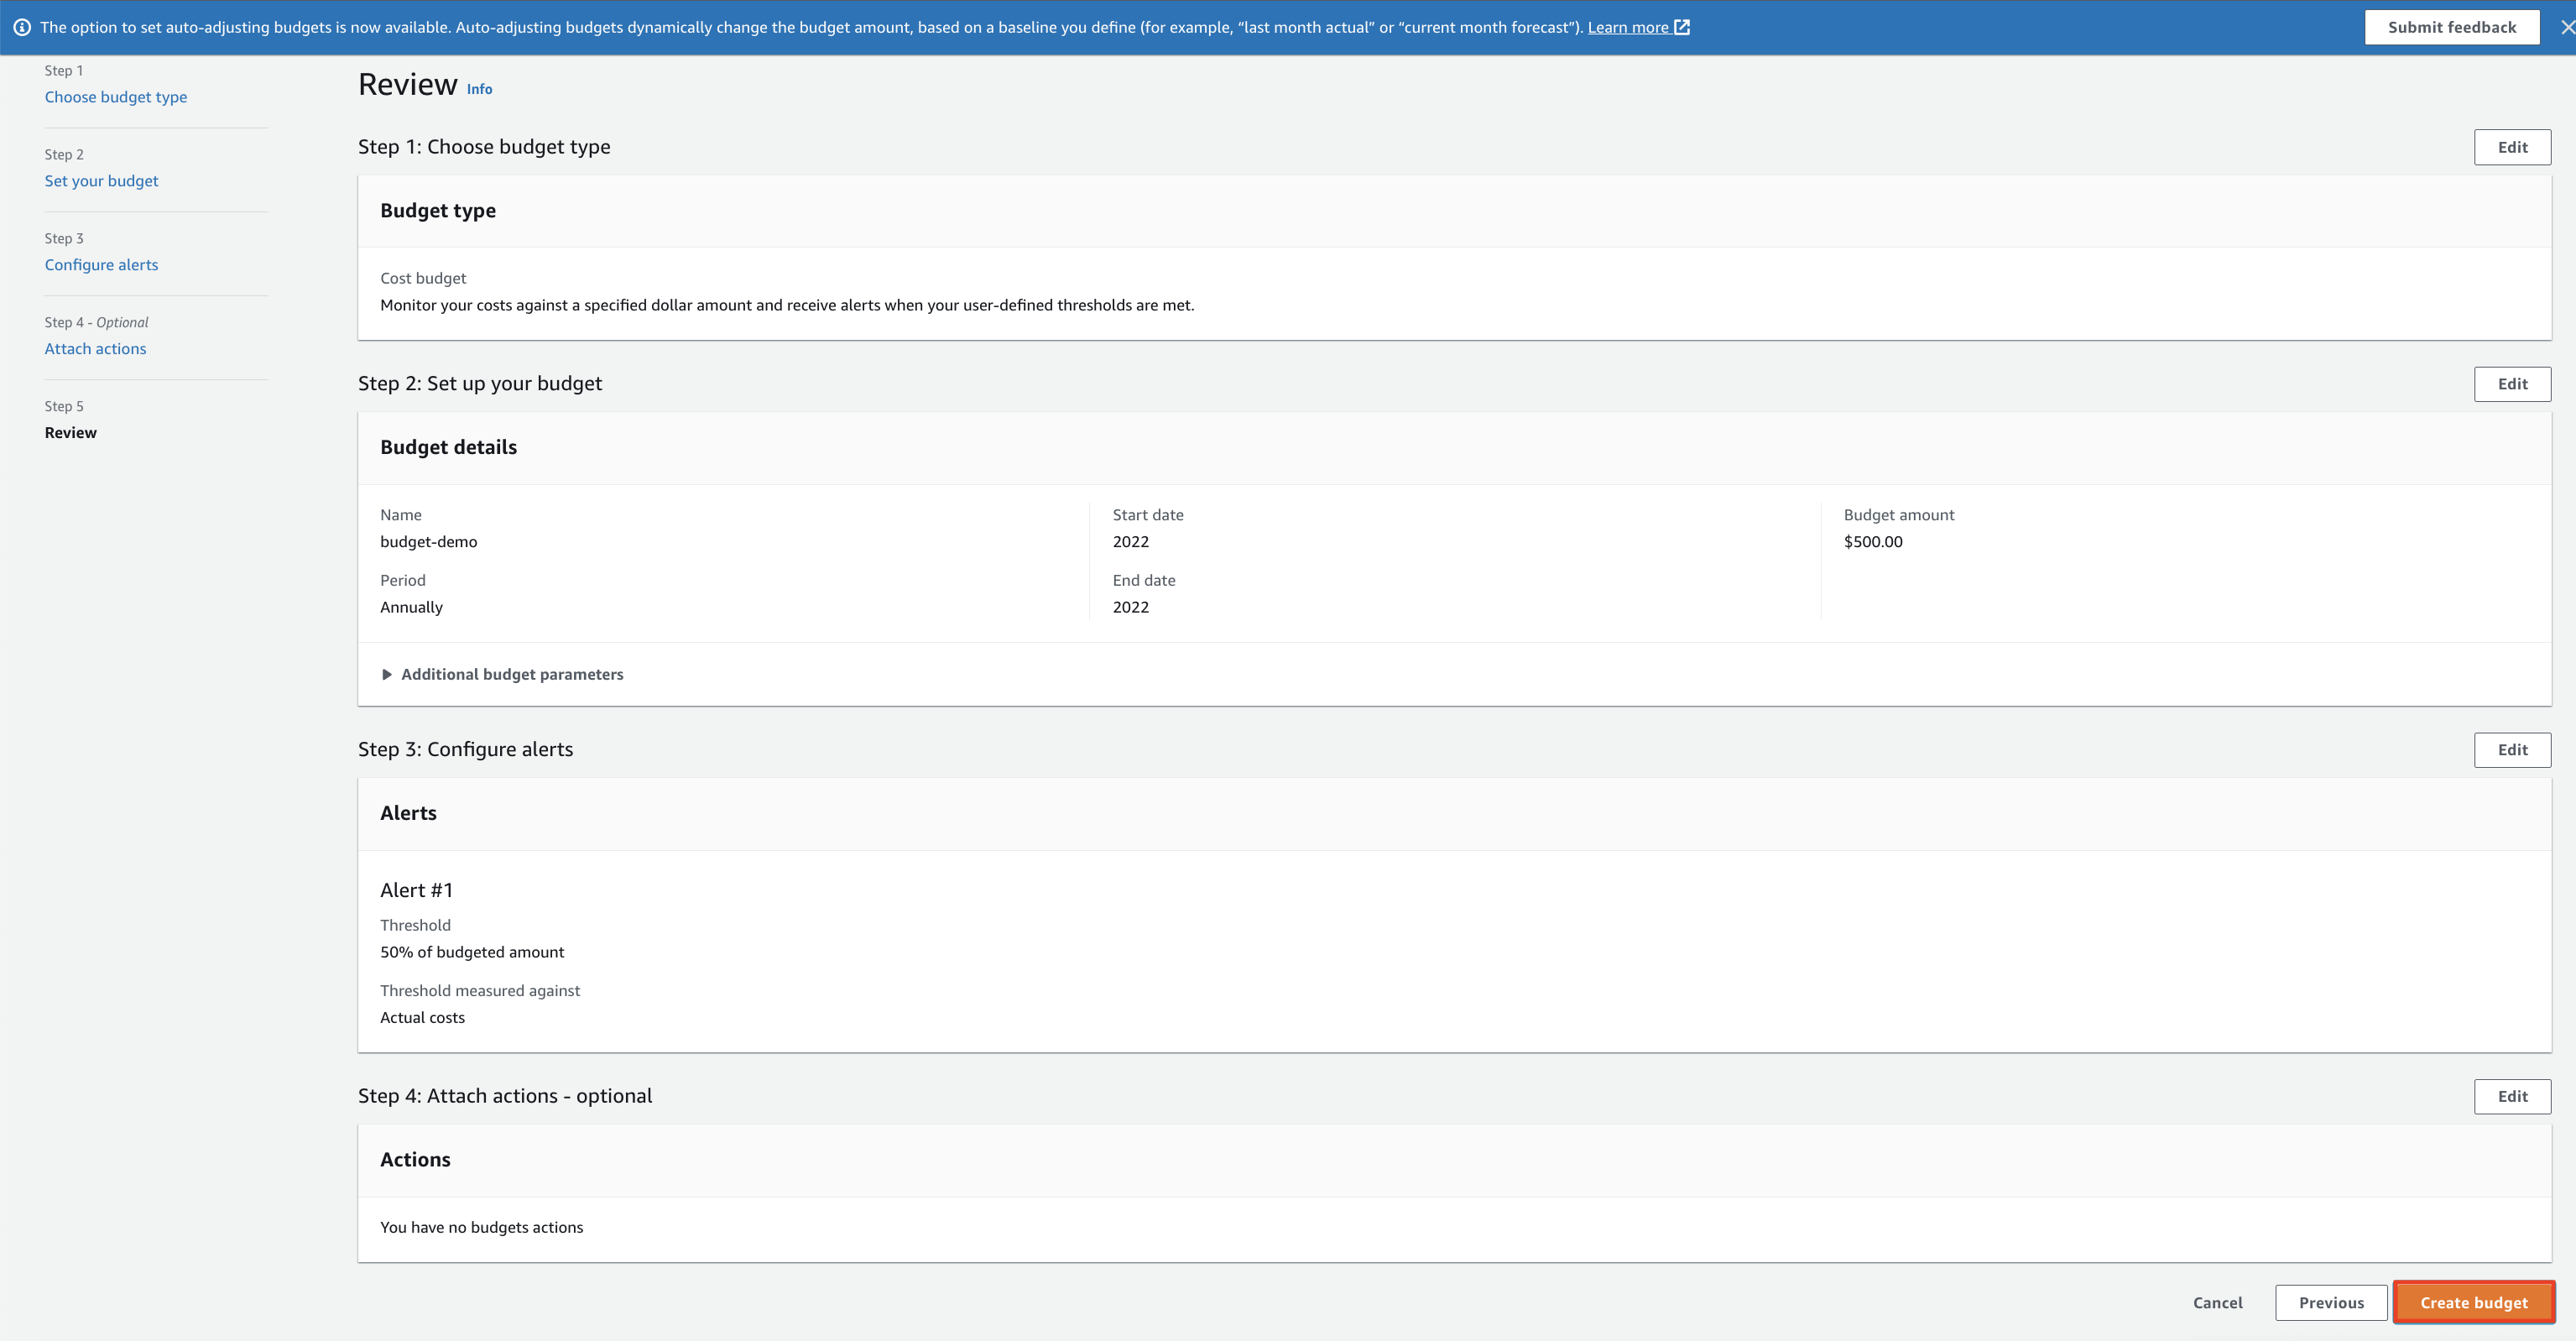 The option to set auto-adjusting budgets is now available. Auto-adjusting budgets dynamically change the budget amount, based on a baseline you define (for example, “last month actual” or “current month forecast”). Learn more
Submit feedback
Step 1
Choose budget type
Step 2
Set your budget
Step 3
Configure alerts
Step 4 - Optional
Attach actions
Step 5
Review
Review Info
Step 1: Choose budget type
Edit
Budget type
Cost budget
Monitor your costs against a specified dollar amount and receive alerts when your user-defined thresholds are met.
Step 2: Set up your budget
Edit
Budget details
Name
budget-demo
Period
Annually
Start date
2022
End date
2022
Budget amount
$500.00
Additional budget parameters
Step 3: Configure alerts
Edit
Alerts
Alert #1
Threshold
50% of budgeted amount
Threshold measured against
Actual costs
Step 4: Attach actions - optional
Edit
Actions
You have no budgets actions
Cancel
Previous
Create budget